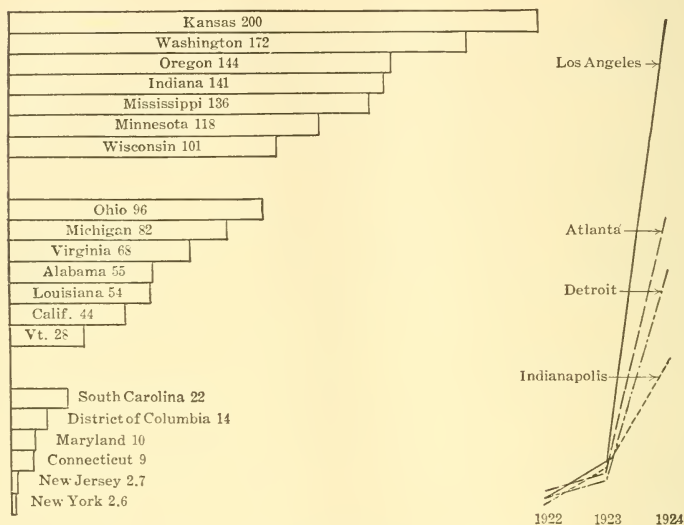 Kansas 200
Washington 172
Oregon 144
Indiana 141
Mississippi 136
Minnesota 118
Wisconsin 101
Ohio 96
Michigan 82
Virginia 68
Alabama 55
Louisiana 54
Calif. 44
Vt. 28
South Carolina 22
District of Columbia 14
Maryland 10
Connecticut 9
New Jersey 2.7
New York 2.6
Los Angeles
Atlanta
Detroit
Indianapolis
1922 1923 1924